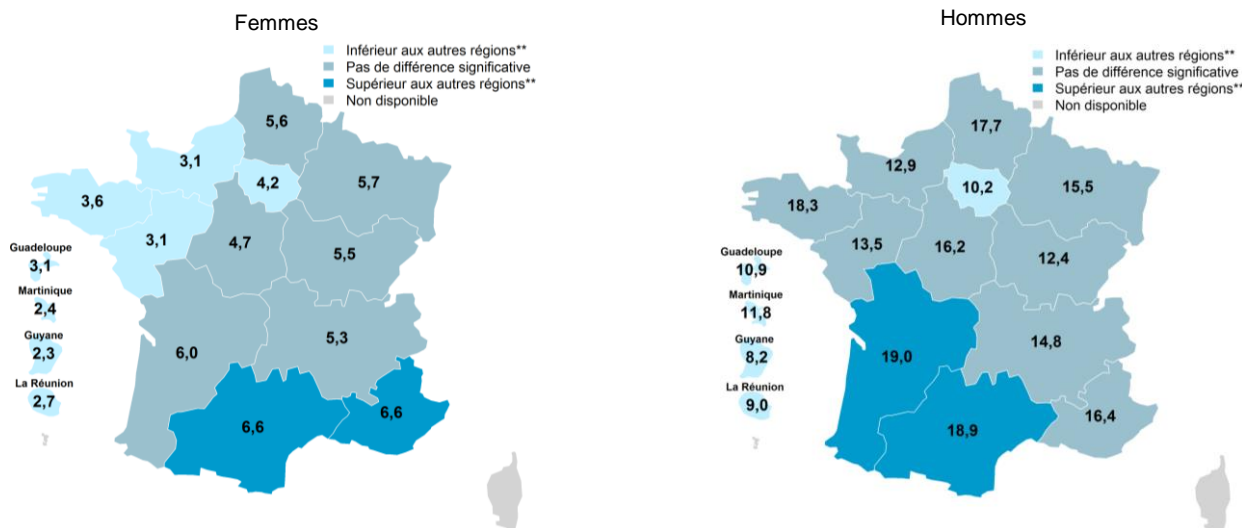 Femmes
Inférieur aux autres régions**
Pas de différence significative
Supérieur aux autres régions**
Non disponible
5,6
3,1
4,2
5,7
3,6
3,1
4,7
5,5
Guadeloupe
3,1
Martinique
2,4
Guyane
2,3
La Réunion
2,7
6,0
5,3
6,6
6,6
Hommes
Inférieur aux autres régions**
Pas de différence significative
Supérieur aux autres régions**
Non disponible
17,7
12,9
10,2
15,5
18,3
13,5
16,2
12,4
Guadeloupe
10,9
Martinique
11,8
Guyane
8,2
La Réunion
9,0
19,0
14,8
18,9
16,4